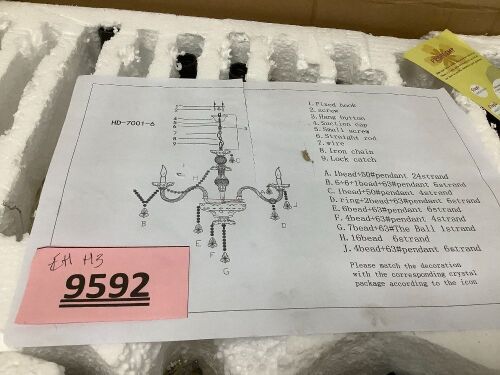 HD-7001-6
1. Fixed hook
2. screw
3. Hang button
4. Suction cap
5. Small screw
6. Straight rod
7. wire
8. Iron chain
9. Lock catch
A. 1bead+50#pendant 24strand
B. 6+6+1bead+63#pendant 6strand
C. 1bead+50#pendant 4strand
D. ring+2bead+63#pendant 6strand
E. 6bead+63#pendant 6strand
F. 4bead+63#pendant 4strand
G. 7bead+63#The Ball 1strand
H. 16bead 6strand
J. 4bead+63#pendant 6strand
Please match the decoration
with the corresponding crystal
package according to the icon
C
H
J
A
D
B
E
F
G
EH H3
9592